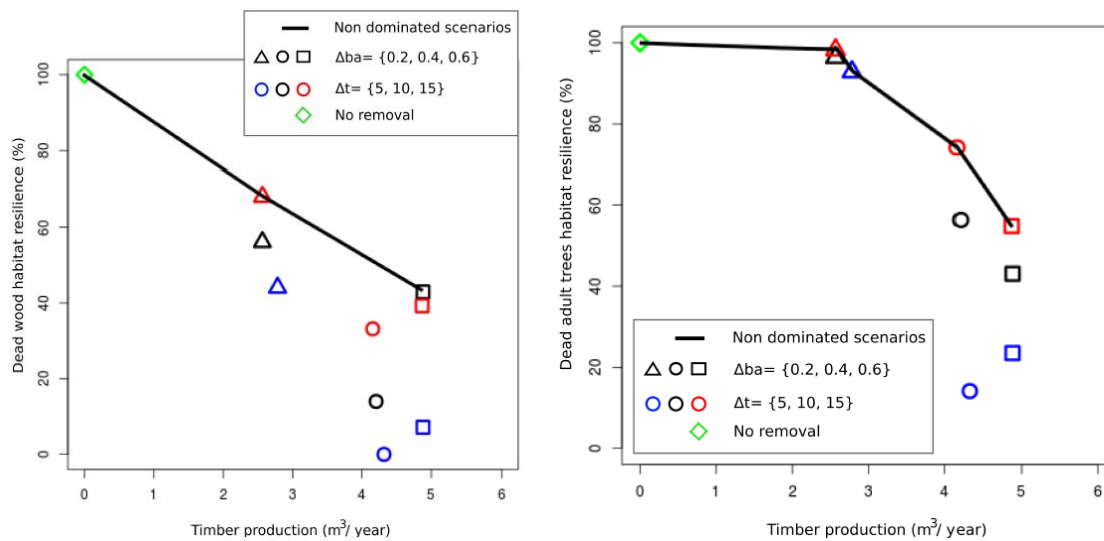 Non dominated scenarios
Δba= {0.2, 0.4, 0.6}
Δt= {5, 10, 15}
No removal
Dead wood habitat resilience (%)
100
80
60
40
20
0
0 1 2 3 4 5 6
Timber production (m³/ year)
Dead adult trees habitat resilience (%)
100
80
60
40
20
0
Non dominated scenarios
Δba= {0.2, 0.4, 0.6}
Δt= {5, 10, 15}
No removal
0 1 2 3 4 5 6
Timber production (m³/ year)